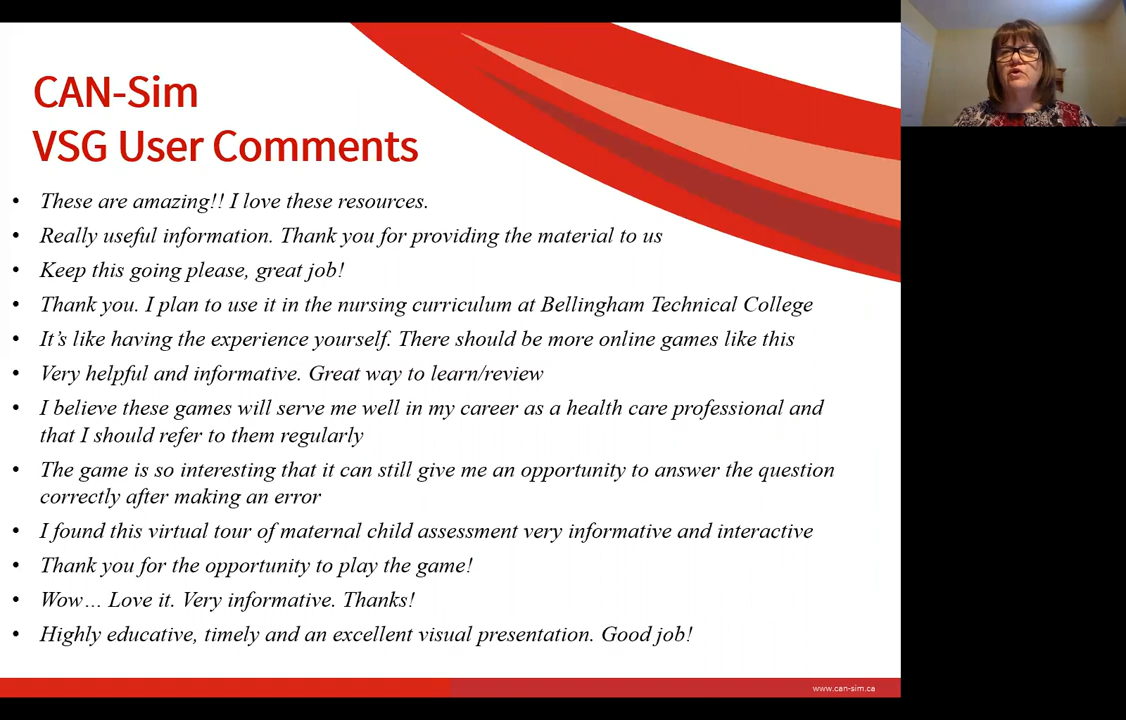 CAN-Sim
VSG User Comments
• These are amazing!! I love these resources.
• Really useful information. Thank you for providing the material to us
• Keep this going please, great job!
• Thank you. I plan to use it in the nursing curriculum at Bellingham Technical College
• It’s like having the experience yourself. There should be more online games like this
• Very helpful and informative. Great way to learn/review
• I believe these games will serve me well in my career as a health care professional and
that I should refer to them regularly
• The game is so interesting that it can still give me an opportunity to answer the question
correctly after making an error
• I found this virtual tour of maternal child assessment very informative and interactive
• Thank you for the opportunity to play the game!
• Wow… Love it. Very informative. Thanks!
• Highly educative, timely and an excellent visual presentation. Good job!
www.can-sim.ca